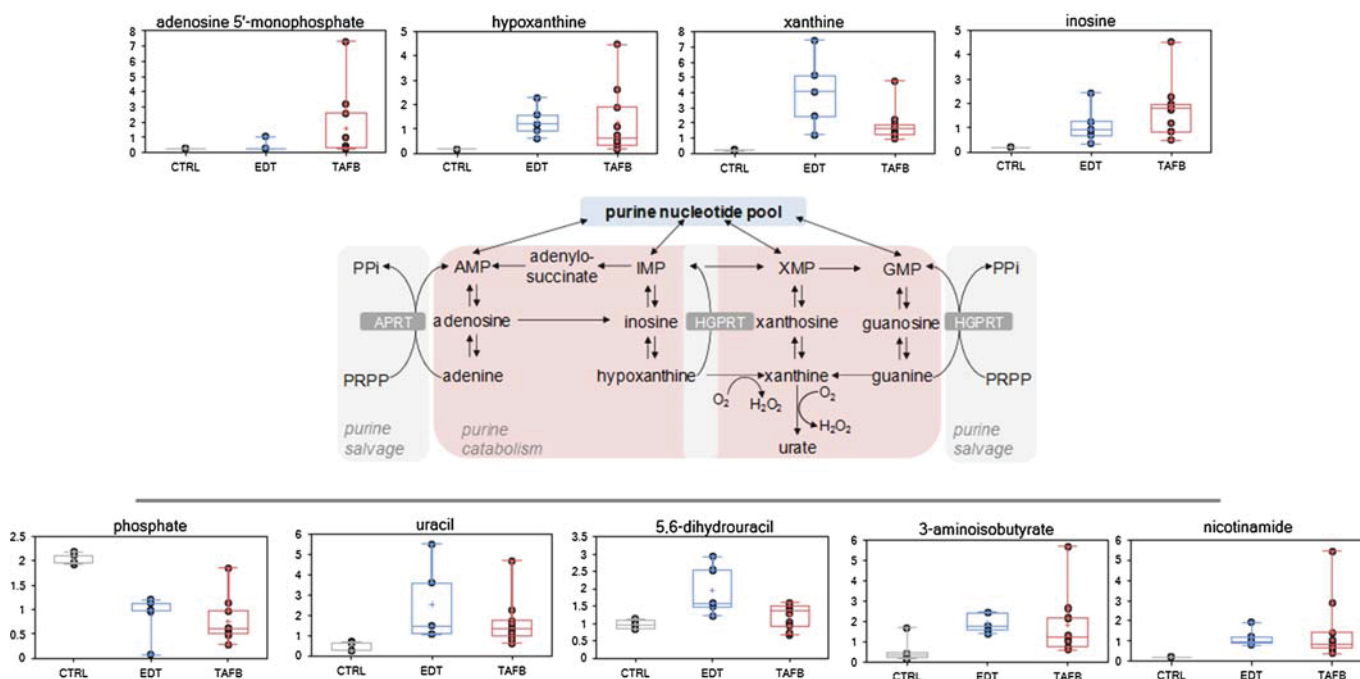 adenosine 5'-monophosphate
hypoxanthine
xanthine
inosine
8
7
6
5
4
3
2
1
0
CTRL EDT TAFB
5
4
3
2
1
0
CTRL EDT TAFB
8
7
6
5
4
3
2
1
0
CTRL EDT TAFB
5
4
3
2
1
0
CTRL EDT TAFB
purine nucleotide pool
PPi
AMP
adenylo-
succinate
IMP
XMP
GMP
PPi
APRT
adenosine
inosine
HGPRT
xanthosine
guanosine
HGPRT
PRPP
adenine
hypoxanthine
xanthine
guanine
PRPP
O₂
H₂O₂
O₂
H₂O₂
urate
purine
salvage
purine
catabolism
purine
salvage
phosphate
uracil
5,6-dihydrouracil
3-aminoisobutyrate
nicotinamide
2.5
2
1.5
1
0.5
0
CTRL EDT TAFB
6
5
4
3
2
1
0
CTRL EDT TAFB
3.5
3
2.5
2
1.5
1
0.5
0
CTRL EDT TAFB
6
5
4
3
2
1
0
CTRL EDT TAFB
6
5
4
3
2
1
0
CTRL EDT TAFB